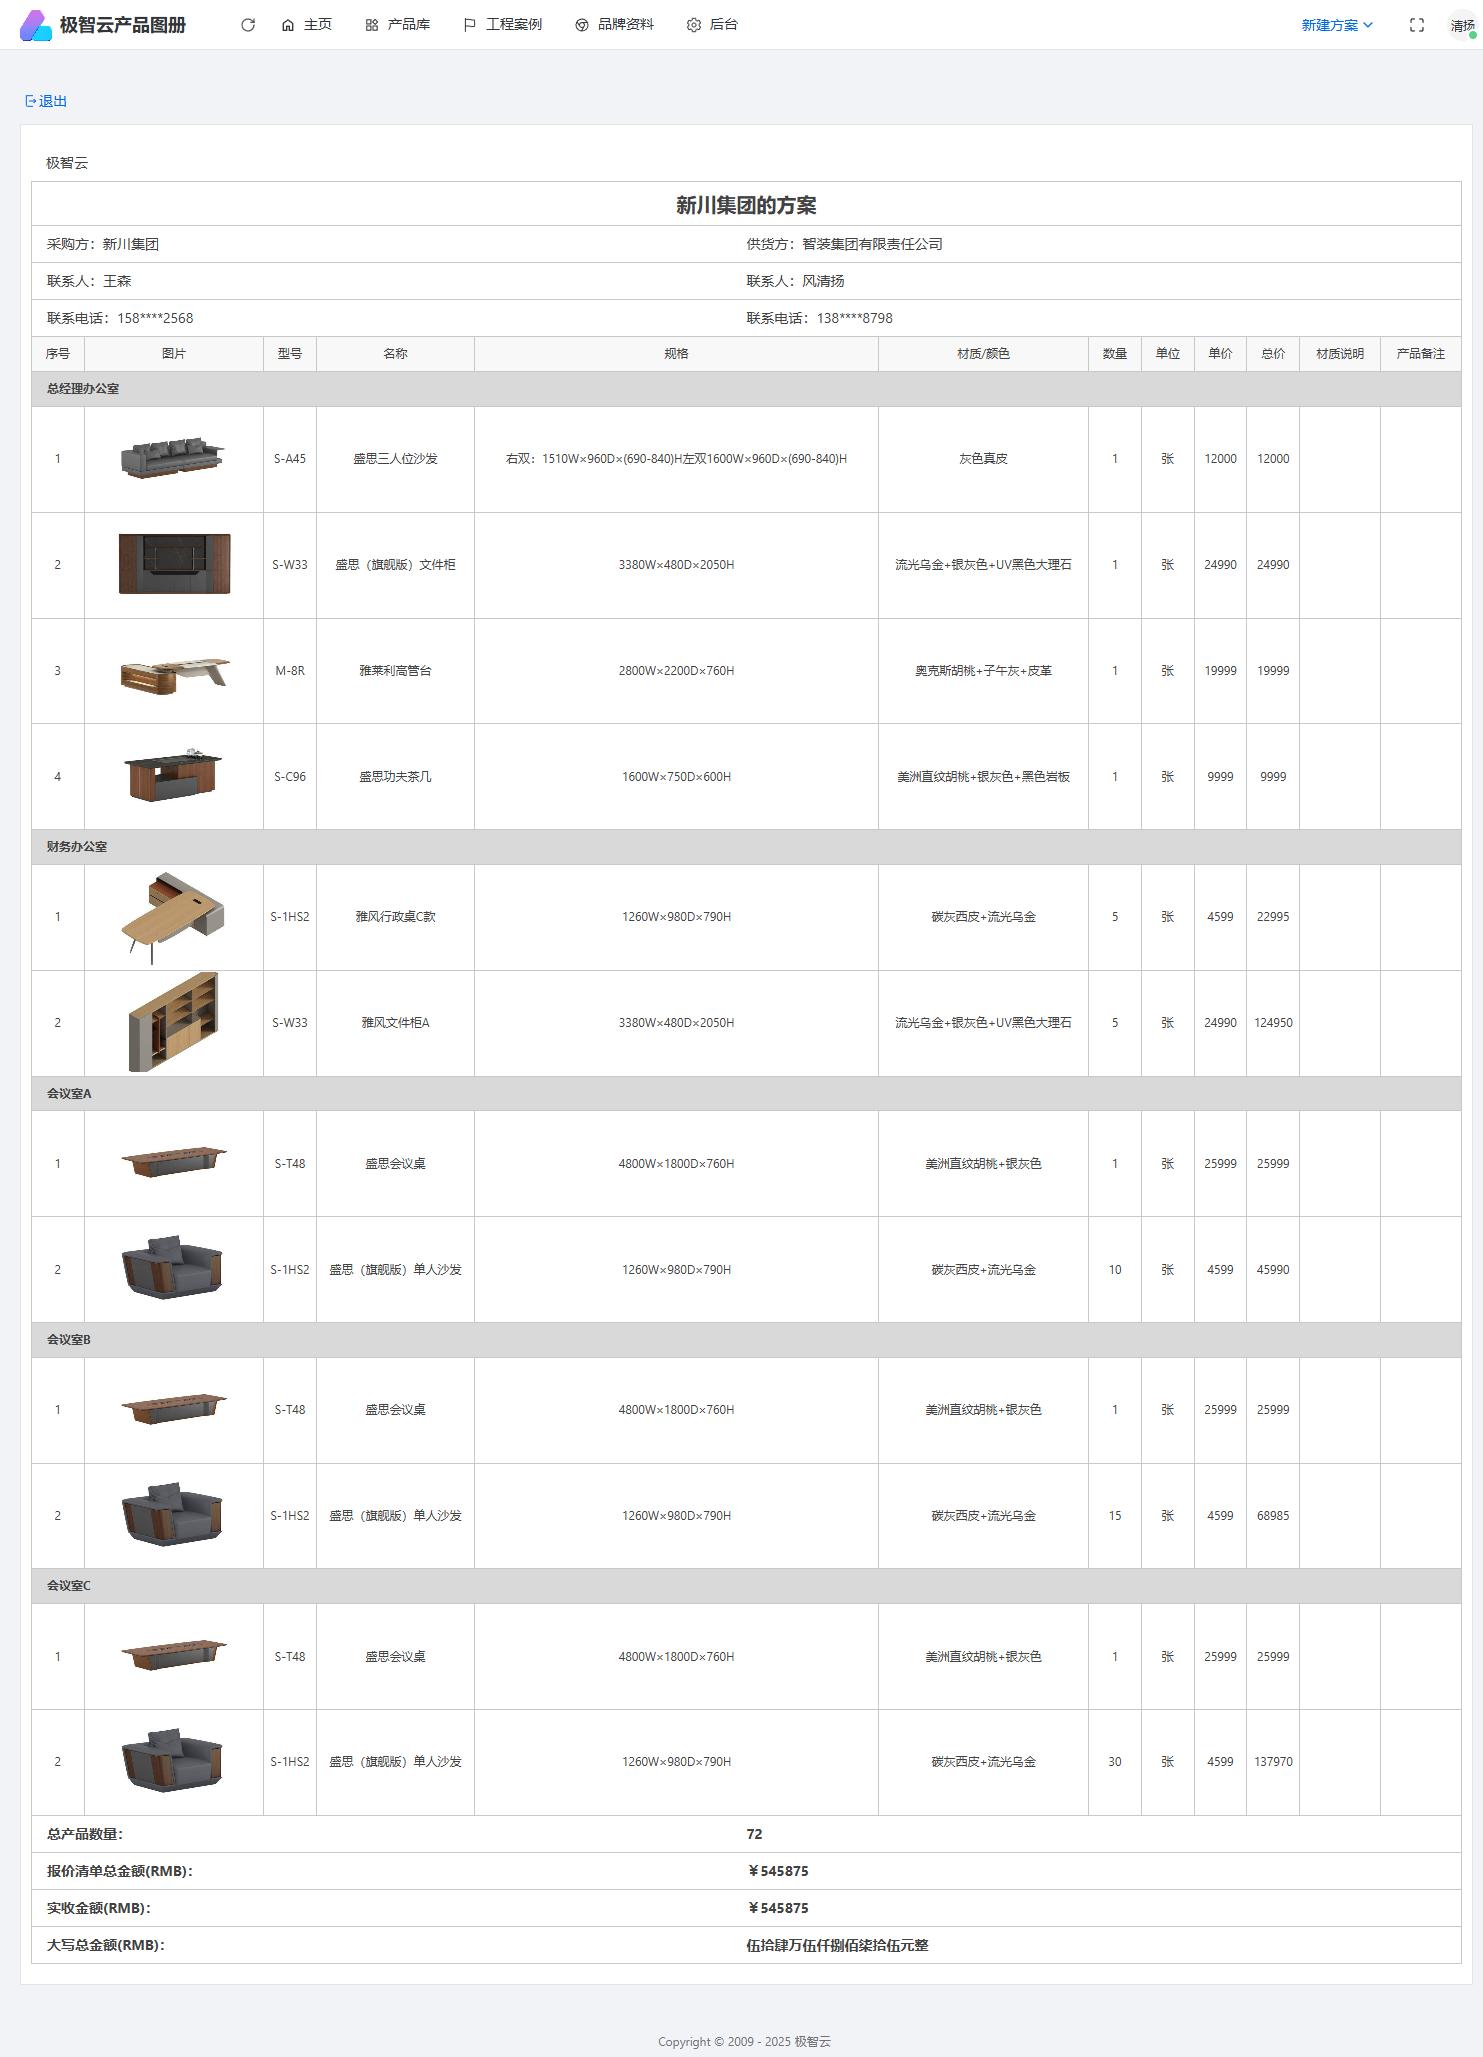 极智云产品图册 主页 产品库 工程案例 品牌资料 后台 新建方案 清扬
退出
极智云
新川集团的方案
采购方：新川集团 供货方：智装集团有限责任公司
联系人：王森 联系人：风清扬
联系电话：158****2568 联系电话：138****8798
序号 图片 型号 名称 规格 材质/颜色 数量 单位 单价 总价 材质说明 产品备注
总经理办公室
1 S-A45 盛思三人位沙发 右双：1510W×960D×(690-840)H左双1600W×960D×(690-840)H 灰色真皮 1 张 12000 12000
2 S-W33 盛思（旗舰版）文件柜 3380W×480D×2050H 流光乌金+银灰色+UV黑色大理石 1 张 24990 24990
3 M-8R 雅莱利高管台 2800W×2200D×760H 奥克斯胡桃+子午灰+皮革 1 张 19999 19999
4 S-C96 盛思功夫茶几 1600W×750D×600H 美洲直纹胡桃+银灰色+黑色岩板 1 张 9999 9999
财务办公室
1 S-1HS2 雅风行政桌C款 1260W×980D×790H 碳灰西皮+流光乌金 5 张 4599 22995
2 S-W33 雅风文件柜A 3380W×480D×2050H 流光乌金+银灰色+UV黑色大理石 5 张 24990 124950
会议室A
1 S-T48 盛思会议桌 4800W×1800D×760H 美洲直纹胡桃+银灰色 1 张 25999 25999
2 S-1HS2 盛思（旗舰版）单人沙发 1260W×980D×790H 碳灰西皮+流光乌金 10 张 4599 45990
会议室B
1 S-T48 盛思会议桌 4800W×1800D×760H 美洲直纹胡桃+银灰色 1 张 25999 25999
2 S-1HS2 盛思（旗舰版）单人沙发 1260W×980D×790H 碳灰西皮+流光乌金 15 张 4599 68985
会议室C
1 S-T48 盛思会议桌 4800W×1800D×760H 美洲直纹胡桃+银灰色 1 张 25999 25999
2 S-1HS2 盛思（旗舰版）单人沙发 1260W×980D×790H 碳灰西皮+流光乌金 30 张 4599 137970
总产品数量： 72
报价清单总金额(RMB)： ￥545875
实收金额(RMB)： ￥545875
大写总金额(RMB)： 伍拾肆万伍仟捌佰柒拾伍元整
Copyright © 2009 - 2025 极智云